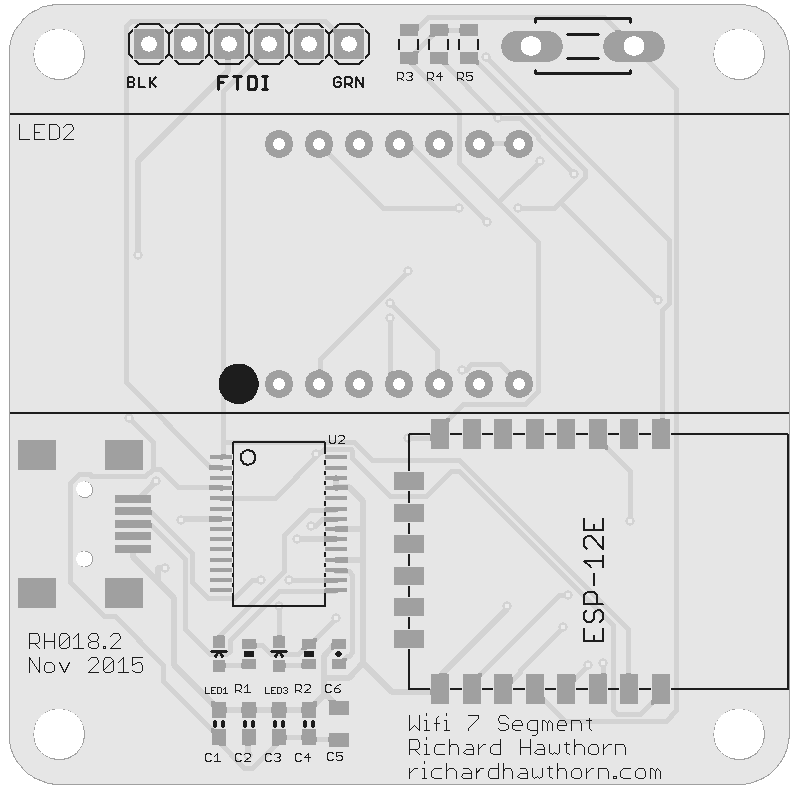 R3 R4 R5
BLK FTDI GRN
LED2
U2
ESP-12E
RH018.2
Nov 2015
LED1 R1 LED3 R2 C6
C1 C2 C3 C4 C5
Wifi 7 Segment
Richard Hawthorn
richardhawthorn.com